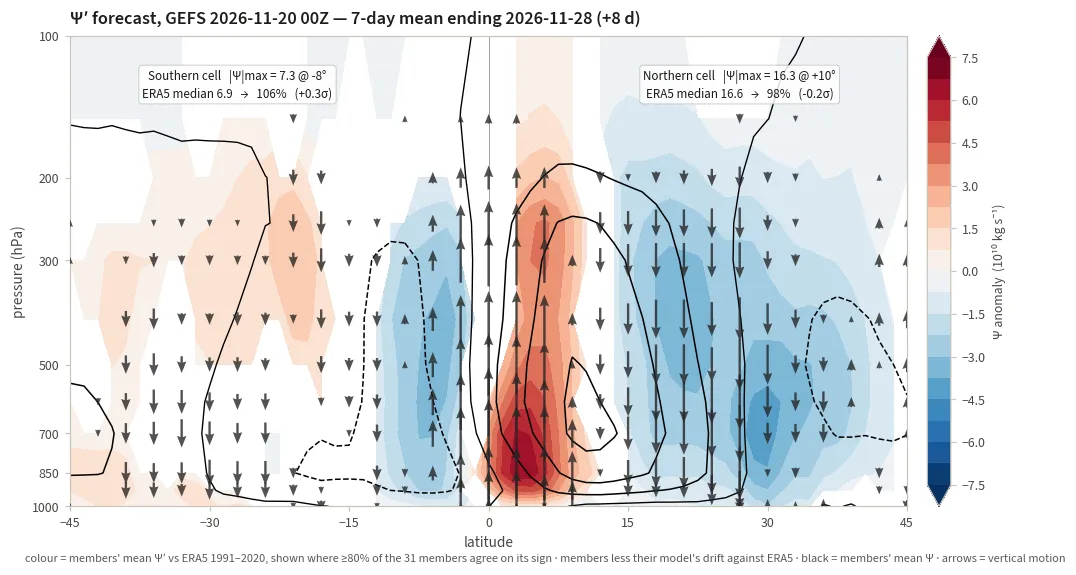 Ψ′ forecast, GEFS 2026-11-20 00Z — 7-day mean ending 2026-11-28 (+8 d)
Southern cell |Ψ|max = 7.3 @ -8°
ERA5 median 6.9 → 106% (+0.3σ)
Northern cell |Ψ|max = 16.3 @ +10°
ERA5 median 16.6 → 98% (-0.2σ)
100
200
300
400
500
700
850
1000
pressure (hPa)
−45
−30
−15
0
15
30
45
latitude
7.5
6.0
4.5
3.0
1.5
0.0
−1.5
−3.0
−4.5
−6.0
−7.5
Ψ anomaly (10¹⁰ kg s⁻¹)
colour = members' mean Ψ′ vs ERA5 1991–2020, shown where ≥80% of the 31 members agree on its sign · members less their model's drift against ERA5 · black = members' mean Ψ · arrows = vertical motion